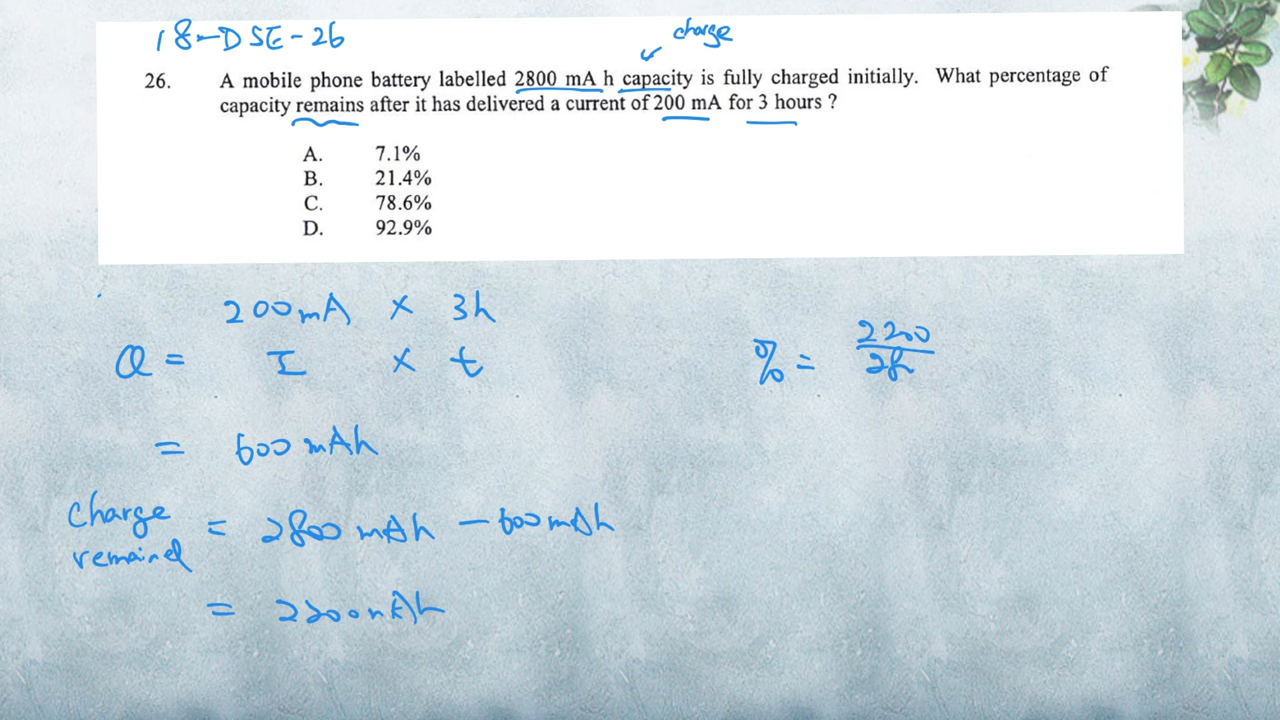 18-DSE-26
charge
26. A mobile phone battery labelled 2800 mA h capacity is fully charged initially. What percentage of
capacity remains after it has delivered a current of 200 mA for 3 hours ?
A. 7.1%
B. 21.4%
C. 78.6%
D. 92.9%
200mA × 3h
Q = I × t
= 600 mAh
charge remained = 2800 mAh - 600 mAh
= 2200mAh
% = 2200/28